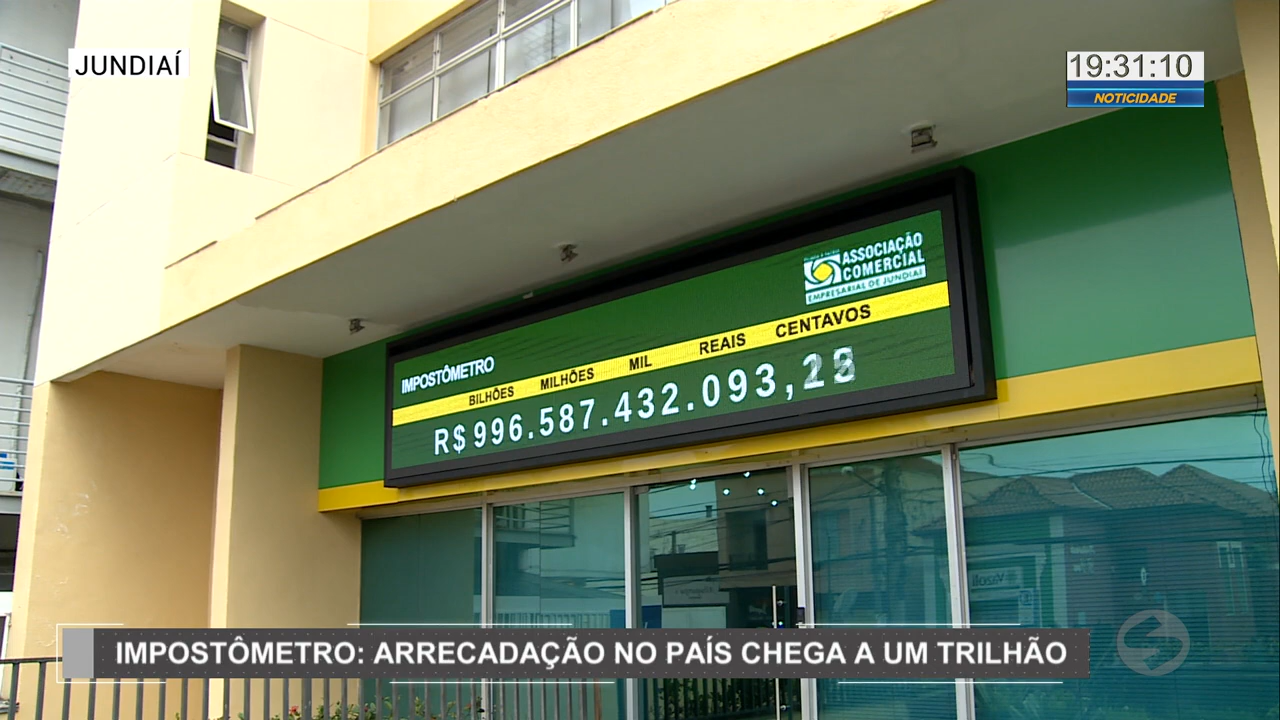 JUNDIAÍ
19:31:10
NOTICIDADE
ASSOCIAÇÃO
COMERCIAL
EMPRESARIAL DE JUNDIAÍ
IMPOSTÔMETRO
BILHÕES MILHÕES MIL REAIS CENTAVOS
R$996.587.432.093,
IMPOSTÔMETRO: ARRECADAÇÃO NO PAÍS CHEGA A UM TRILHÃO